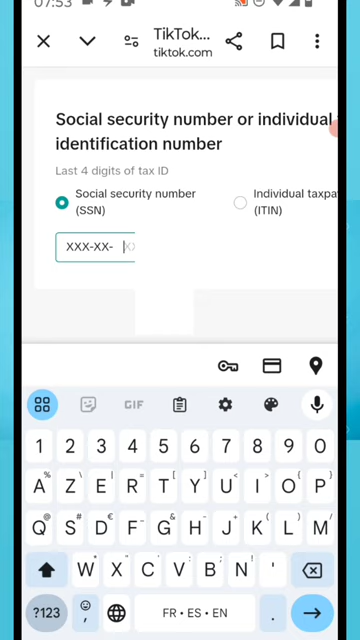 07:53
TikTok...
tiktok.com
Social security number or individual
identification number
Last 4 digits of tax ID
Social security number
(SSN)
Individual taxpa
(ITIN)
XXX-XX- XX
GIF
1 2 3 4 5 6 7 8 9 0
A % Z \ E | R = T [ Y ] U < I > O { P }
Q @ S # D € F - G & H - J + K ( L ) M /
W * X " C ' V : B ; N ! ' ?
?123 , FR • ES • EN .